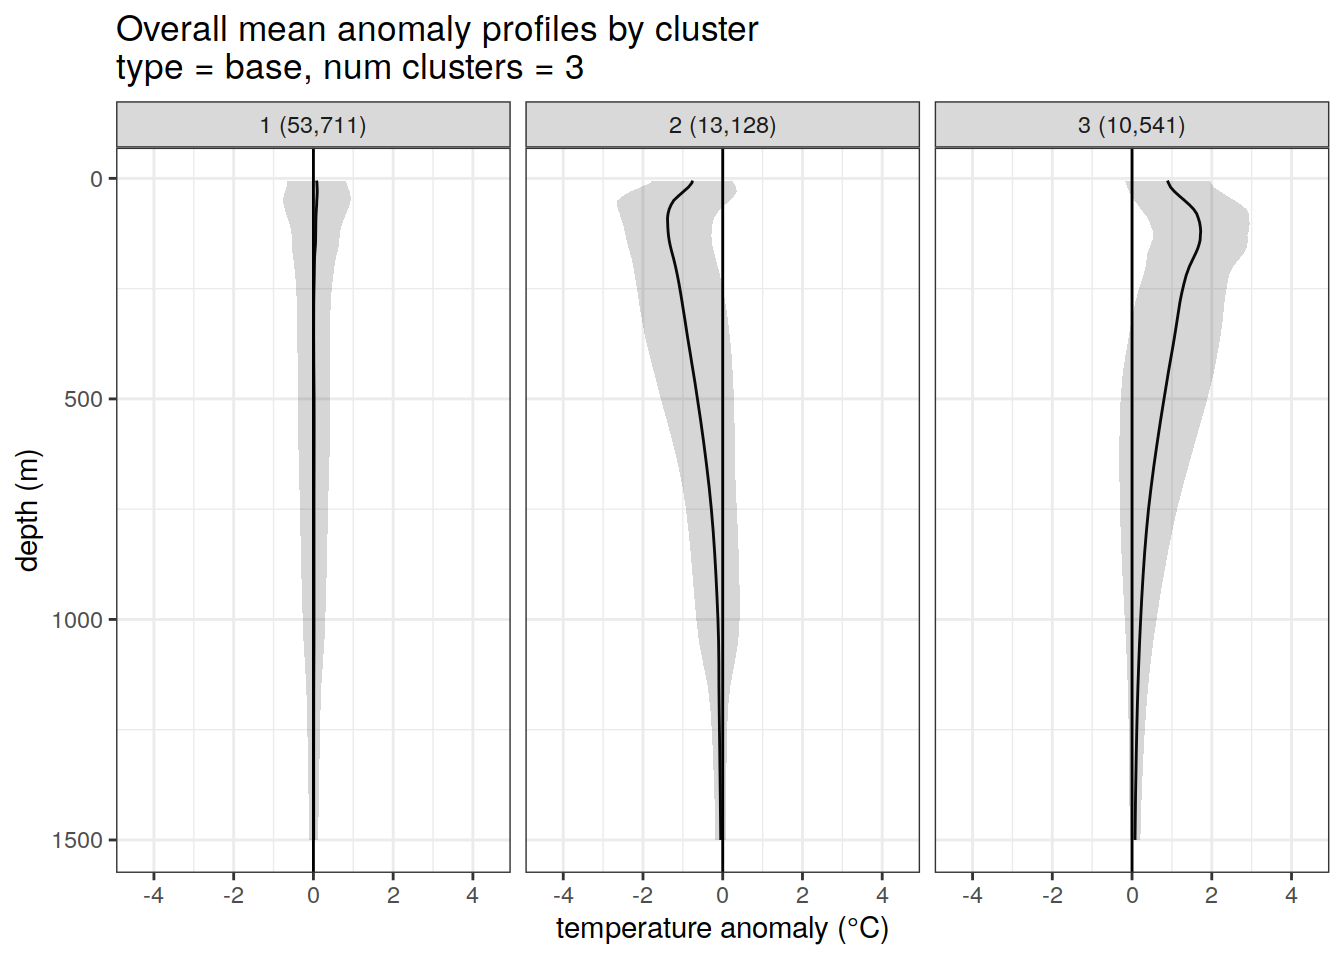 Overall mean anomaly profiles by cluster
type = base, num clusters = 3
1 (53,711)
2 (13,128)
3 (10,541)
0
500
1000
1500
depth (m)
-4 -2 0 2 4
-4 -2 0 2 4
-4 -2 0 2 4
temperature anomaly (°C)